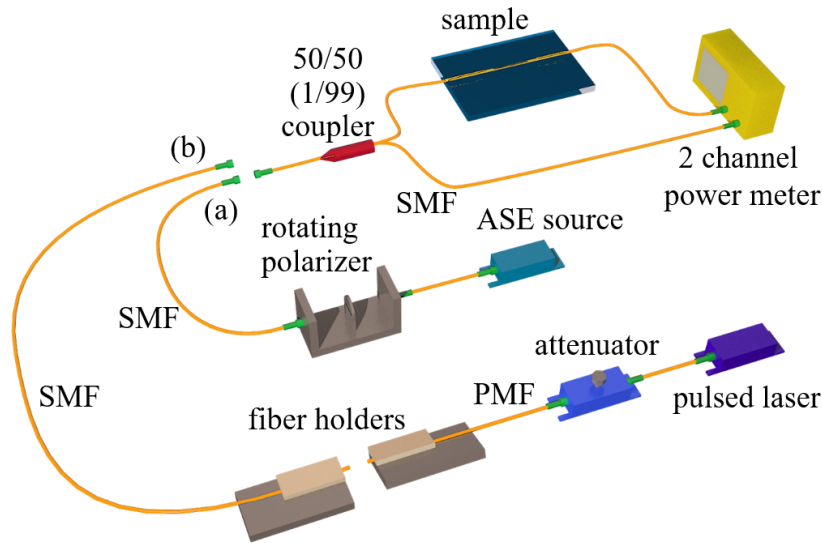 sample
50/50
(1/99)
coupler
(b)
(a)
2 channel
power meter
SMF
ASE source
rotating
polarizer
SMF
attenuator
SMF
PMF
pulsed laser
fiber holders